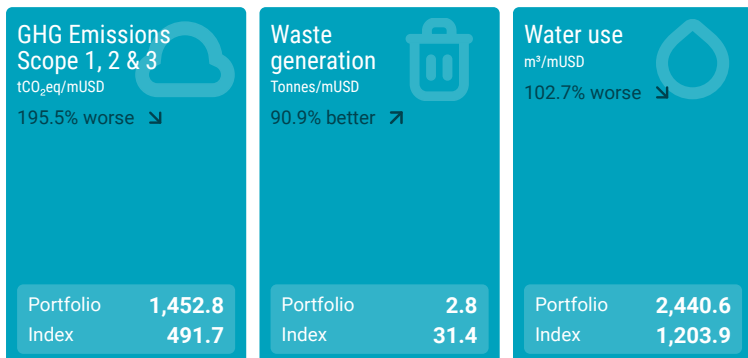 GHG Emissions
Scope 1, 2 & 3
tCO₂eq/mUSD
195.5% worse
Portfolio 1,452.8
Index 491.7
Waste
generation
Tonnes/mUSD
90.9% better
Portfolio 2.8
Index 31.4
Water use
m³/mUSD
102.7% worse
Portfolio 2,440.6
Index 1,203.9